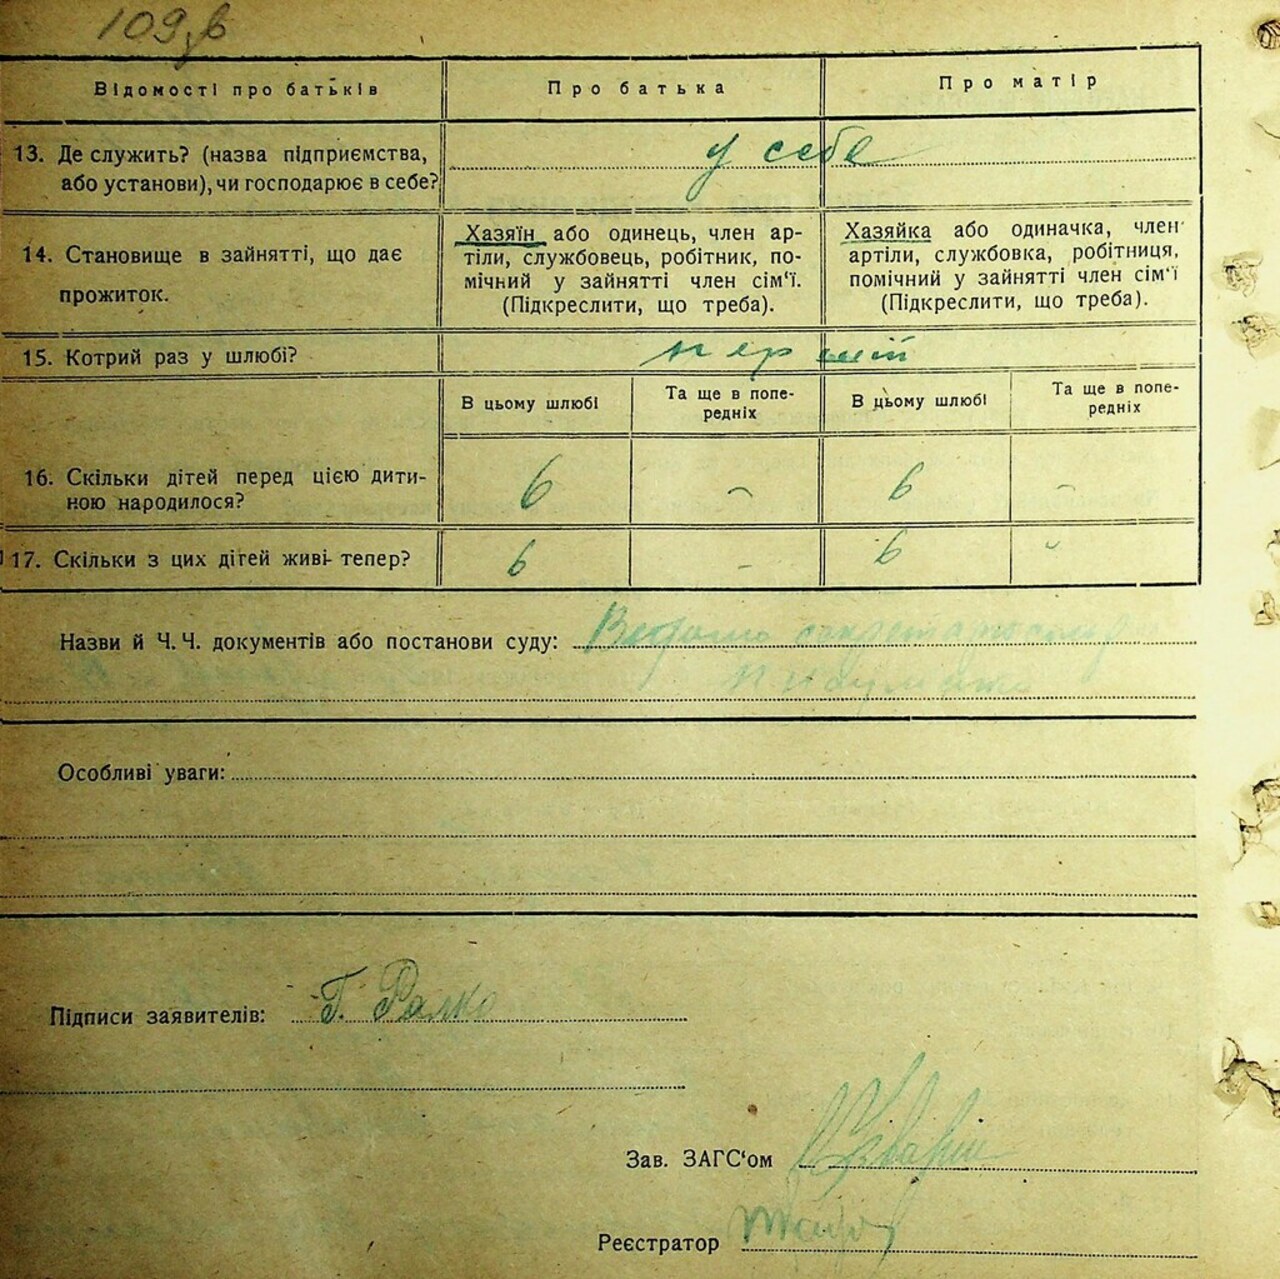 109,в
Відомості про батьків
Про батька
Про матір
13. Де служить? (назва підприємства,
або установи), чи господарює в себе?
у себе
14. Становище в зайнятті, що дає
прожиток.
Хазяїн або одинець, член ар-
тіли, службовець, робітник, по-
мічний у зайнятті член сім'ї.
(Підкреслити, що треба).
Хазяйка або одиначка, член
артіли, службовка, робітниця,
помічний у зайнятті член сім'ї
(Підкреслити, що треба).
15. Котрий раз у шлюбі?
перший
В цьому шлюбі
Та ще в попе-
редніх
В цьому шлюбі
Та ще в попе-
редніх
16. Скільки дітей перед цією дити-
ною народилося?
6 - 6 -
17. Скільки з цих дітей живі тепер?
6 - 6 -
Назви й Ч. Ч. документів або постанови суду:
Особливі уваги:
Підписи заявителів: Г.
Зав. ЗАГС'ом
Реєстратор